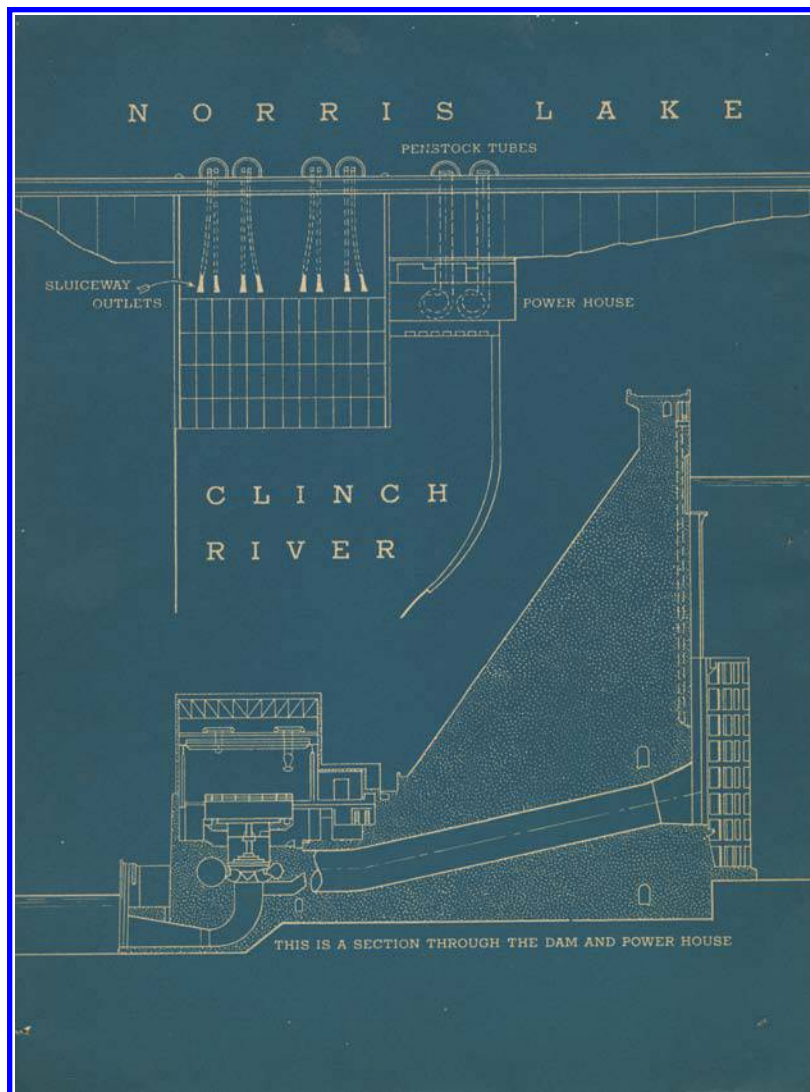 NORRIS LAKE
PENSTOCK TUBES
SLUICEWAY
OUTLETS
POWER HOUSE
CLINCH
RIVER
THIS IS A SECTION THROUGH THE DAM AND POWER HOUSE